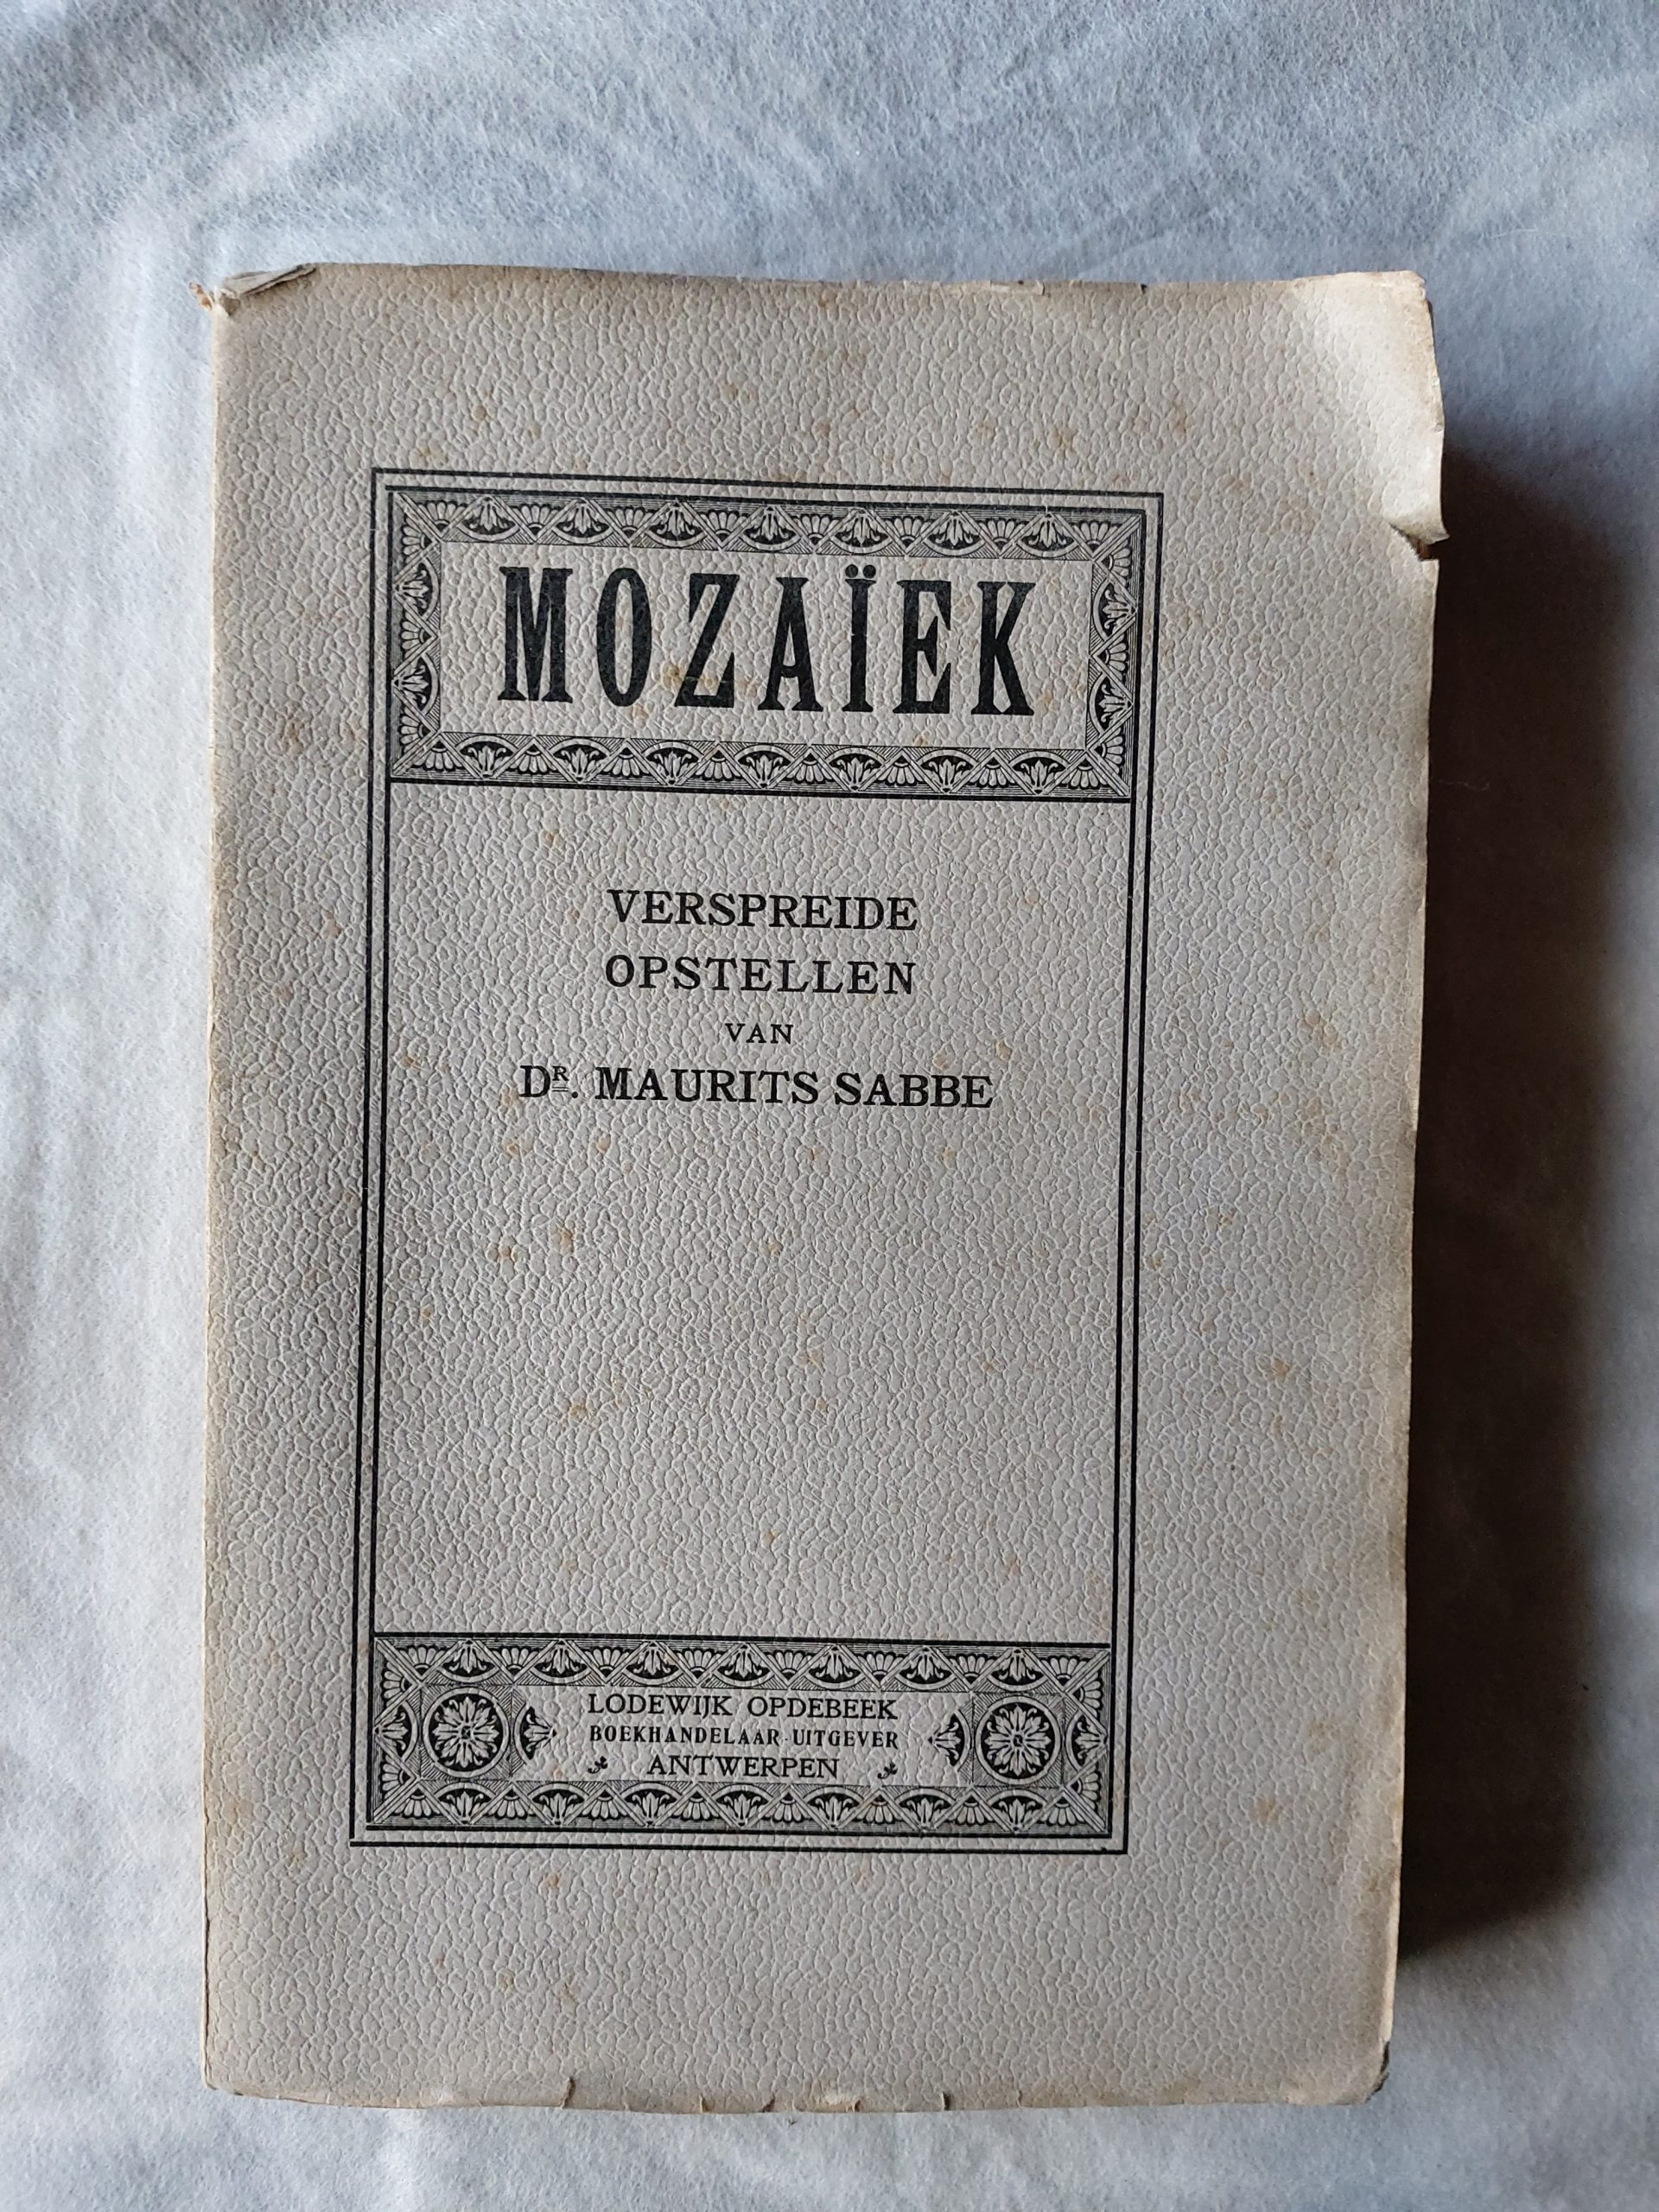 MOZAÏEK
VERSPREIDE
OPSTELLEN
VAN
DR. MAURITS SABBE
LODEWIJK OPDEBEEK
BOEKHANDELAAR-UITGEVER
ANTWERPEN